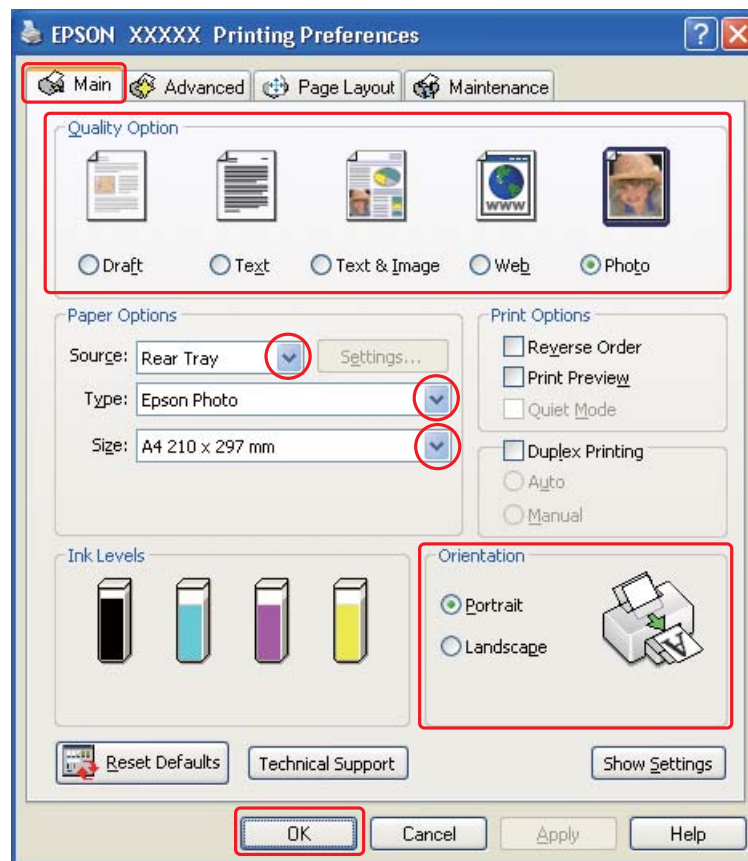 EPSON XXXXX Printing Preferences
Main Advanced Page Layout Maintenance
Quality Option
www
Draft Text Text & Image Web Photo
Paper Options
Source: Rear Tray Settings...
Type: Epson Photo
Size: A4 210 x 297 mm
Print Options
Reverse Order
Print Preview
Quiet Mode
Duplex Printing
Auto
Manual
Ink Levels
Orientation
Portrait
Landscape
A
Reset Defaults Technical Support Show Settings
OK Cancel Apply Help